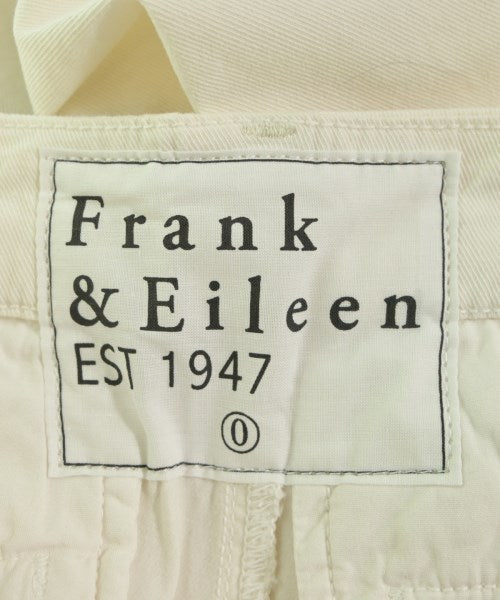 Frank
& Eileen
EST 1947
0